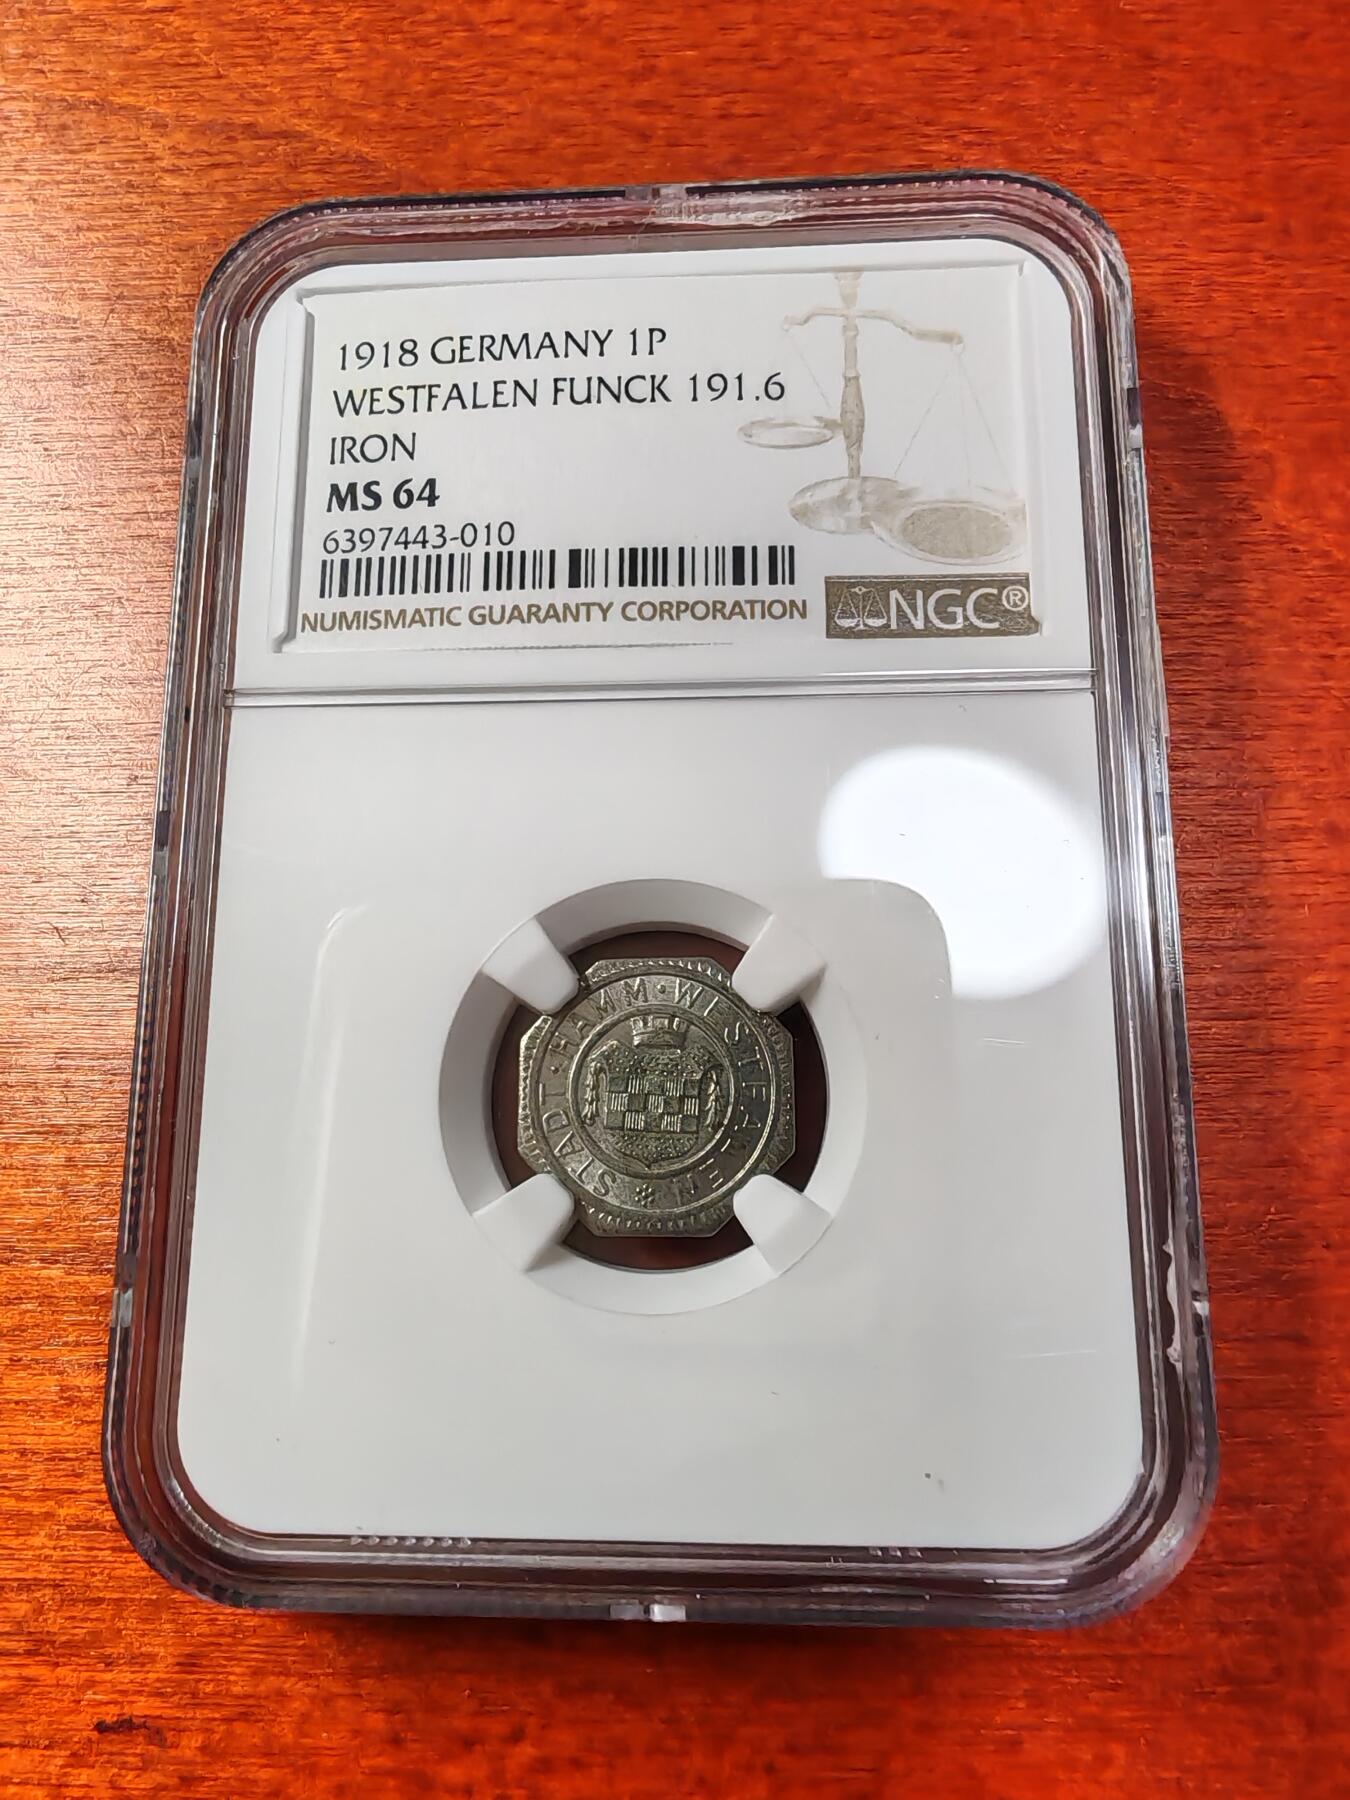 1918 GERMANY 1P
WESTFALEN FUNCK 191.6
IRON
MS 64
6397443-010
NUMISMATIC GUARANTY CORPORATION
NGC®
STADT·HAMM·WESTFALEN